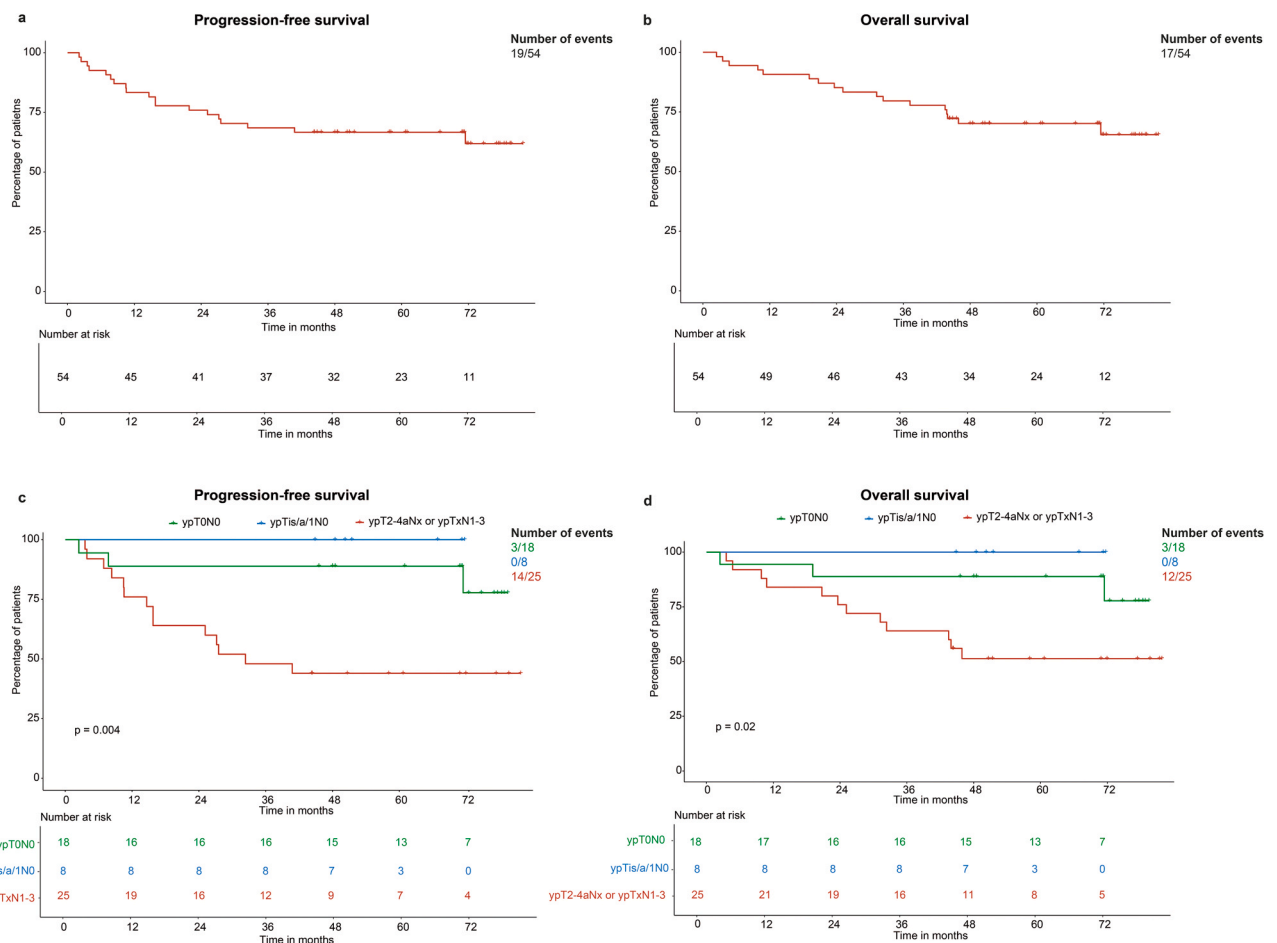 a
Progression-free survival
Number of events
19/54
100
75
50
25
0
Percentage of patietns
0 12 24 36 48 60 72
Time in months
Number at risk
54 45 41 37 32 23 11
0 12 24 36 48 60 72
Time in months
b
Overall survival
Number of events
17/54
100
75
50
25
0
Percentage of patietns
0 12 24 36 48 60 72
Time in months
Number at risk
54 49 46 43 34 24 12
0 12 24 36 48 60 72
Time in months
c
Progression-free survival
ypT0N0 ypTis/a/1N0 ypT2-4aNx or ypTxN1-3
Number of events
3/18
0/8
14/25
100
75
50
25
0
Percentage of patietns
p = 0.004
0 12 24 36 48 60 72
Time in months
Number at risk
ypT0N0 18 16 16 16 15 13 7
s/a/1N0 8 8 8 8 7 3 0
TxN1-3 25 19 16 12 9 7 4
0 12 24 36 48 60 72
Time in months
d
Overall survival
ypT0N0 ypTis/a/1N0 ypT2-4aNx or ypTxN1-3
Number of events
3/18
0/8
12/25
100
75
50
25
0
Percentage of patietns
p = 0.02
0 12 24 36 48 60 72
Time in months
Number at risk
ypT0N0 18 17 16 16 15 13 7
ypTis/a/1N0 8 8 8 8 7 3 0
ypT2-4aNx or ypTxN1-3 25 21 19 16 11 8 5
0 12 24 36 48 60 72
Time in months